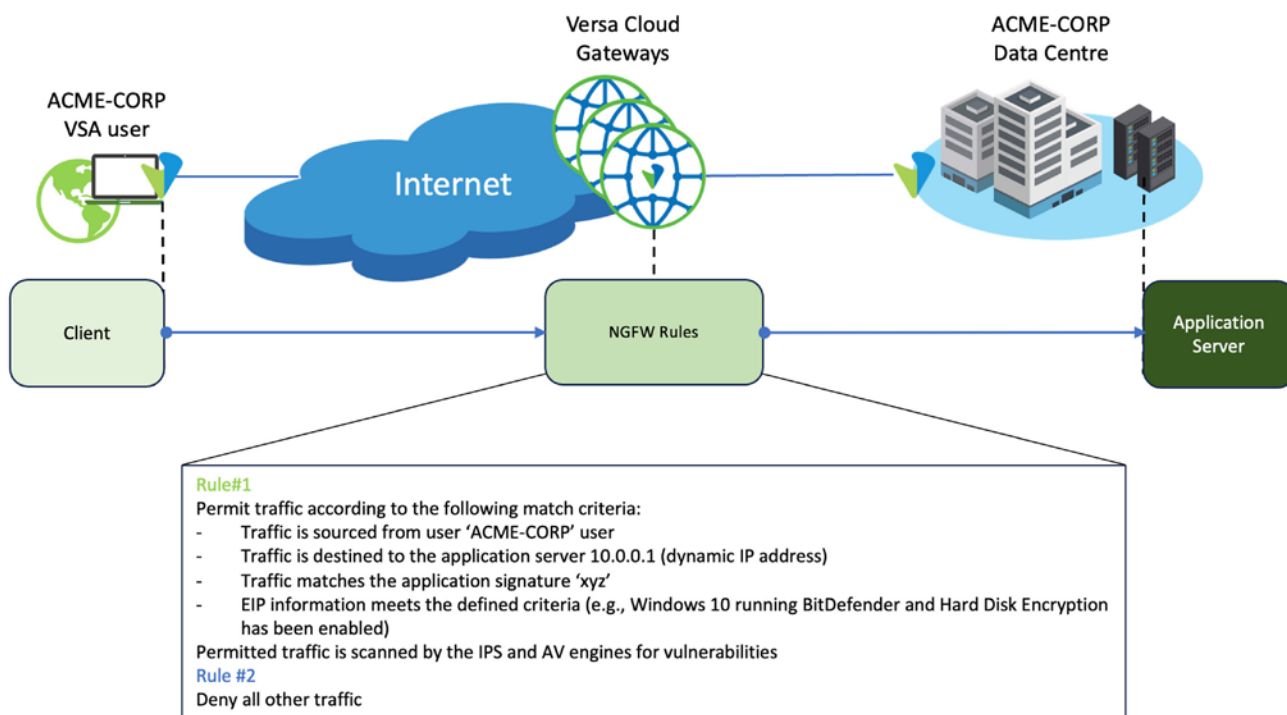 Versa Cloud
Gateways
ACME-CORP
Data Centre
ACME-CORP
VSA user
Internet
Client
NGFW Rules
Application
Server
Rule#1
Permit traffic according to the following match criteria:
- Traffic is sourced from user ‘ACME-CORP’ user
- Traffic is destined to the application server 10.0.0.1 (dynamic IP address)
- Traffic matches the application signature ‘xyz’
- EIP information meets the defined criteria (e.g., Windows 10 running BitDefender and Hard Disk Encryption
has been enabled)
Permitted traffic is scanned by the IPS and AV engines for vulnerabilities
Rule #2
Deny all other traffic